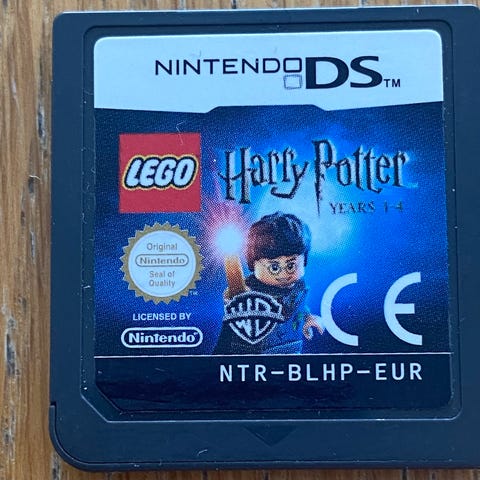 NINTENDODS™
LEGO
Harry Potter
YEARS 1-4
Original
Nintendo
Seal of
Quality
™
LICENSED BY
Nintendo
WB
CE
NTR-BLHP-EUR